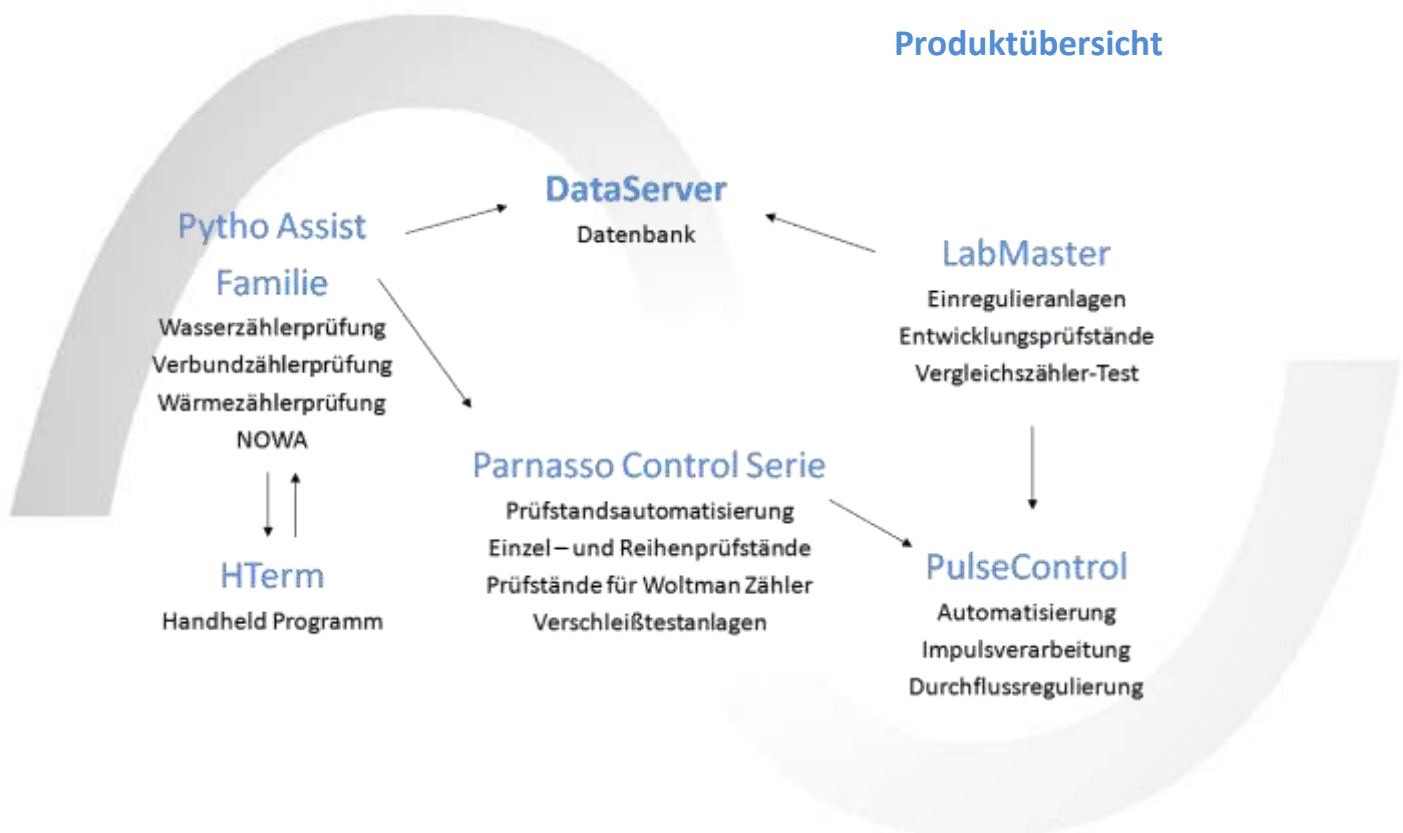 Produktübersicht
DataServer
Datenbank
Pytho Assist
Familie
Wasserzählerprüfung
Verbundzählerprüfung
Wärmezählerprüfung
NOWA
LabMaster
Einregulieranlagen
Entwicklungsprüfstände
Vergleichszähler-Test
Parnasso Control Serie
Prüfstandsautomatisierung
Einzel – und Reihenprüfstände
Prüfstände für Woltman Zähler
Verschleißtestanlagen
HTerm
Handheld Programm
PulseControl
Automatisierung
Impulsverarbeitung
Durchflussregulierung